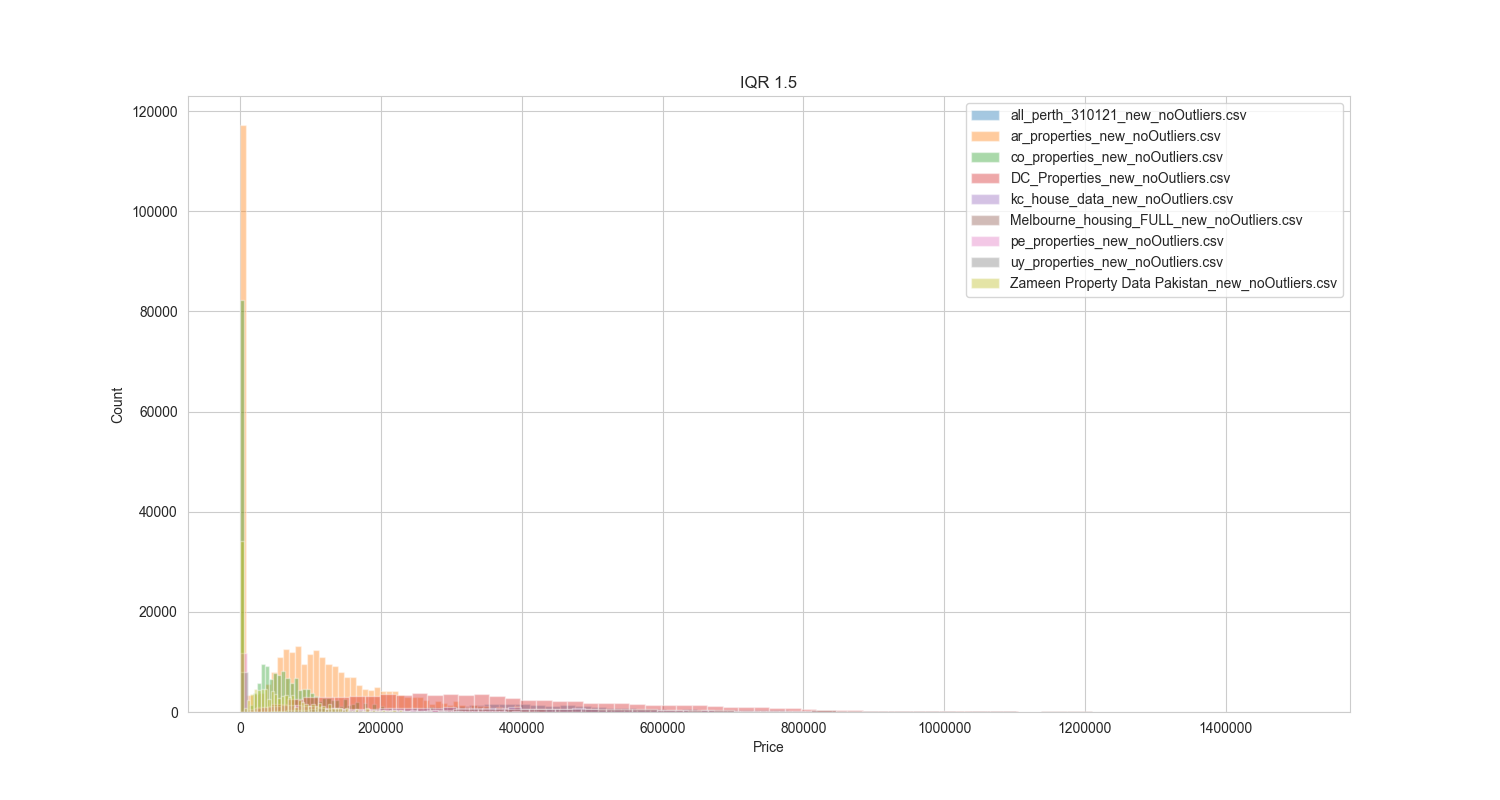 IQR 1.5
120000
100000
80000
60000
40000
20000
0
Count
0
200000
400000
600000
800000
1000000
1200000
1400000
Price
all_perth_310121_new_noOutliers.csv
ar_properties_new_noOutliers.csv
co_properties_new_noOutliers.csv
DC_Properties_new_noOutliers.csv
kc_house_data_new_noOutliers.csv
Melbourne_housing_FULL_new_noOutliers.csv
pe_properties_new_noOutliers.csv
uy_properties_new_noOutliers.csv
Zameen Property Data Pakistan_new_noOutliers.csv